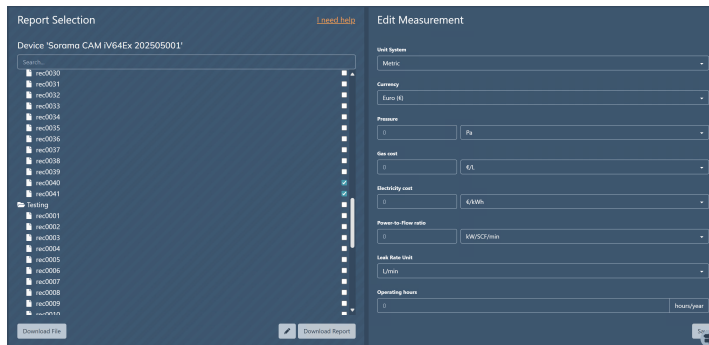 Report Selection
I need help
Device 'Sorama CAM iV64Ex 202505001'
Search...
rec0030
rec0031
rec0032
rec0033
rec0034
rec0035
rec0036
rec0037
rec0038
rec0039
rec0040
rec0041
Testing
rec0001
rec0002
rec0003
rec0004
rec0005
rec0006
rec0007
rec0008
rec0009
rec0010
Download File
Download Report
Edit Measurement
Unit System
Metric
Currency
Euro (€)
Pressure
0 Pa
Gas cost
0 €/L
Electricity cost
0 €/kWh
Power-to-Flow ratio
0 kW/SCF/min
Leak Rate Unit
L/min
Operating hours
0 hours/year